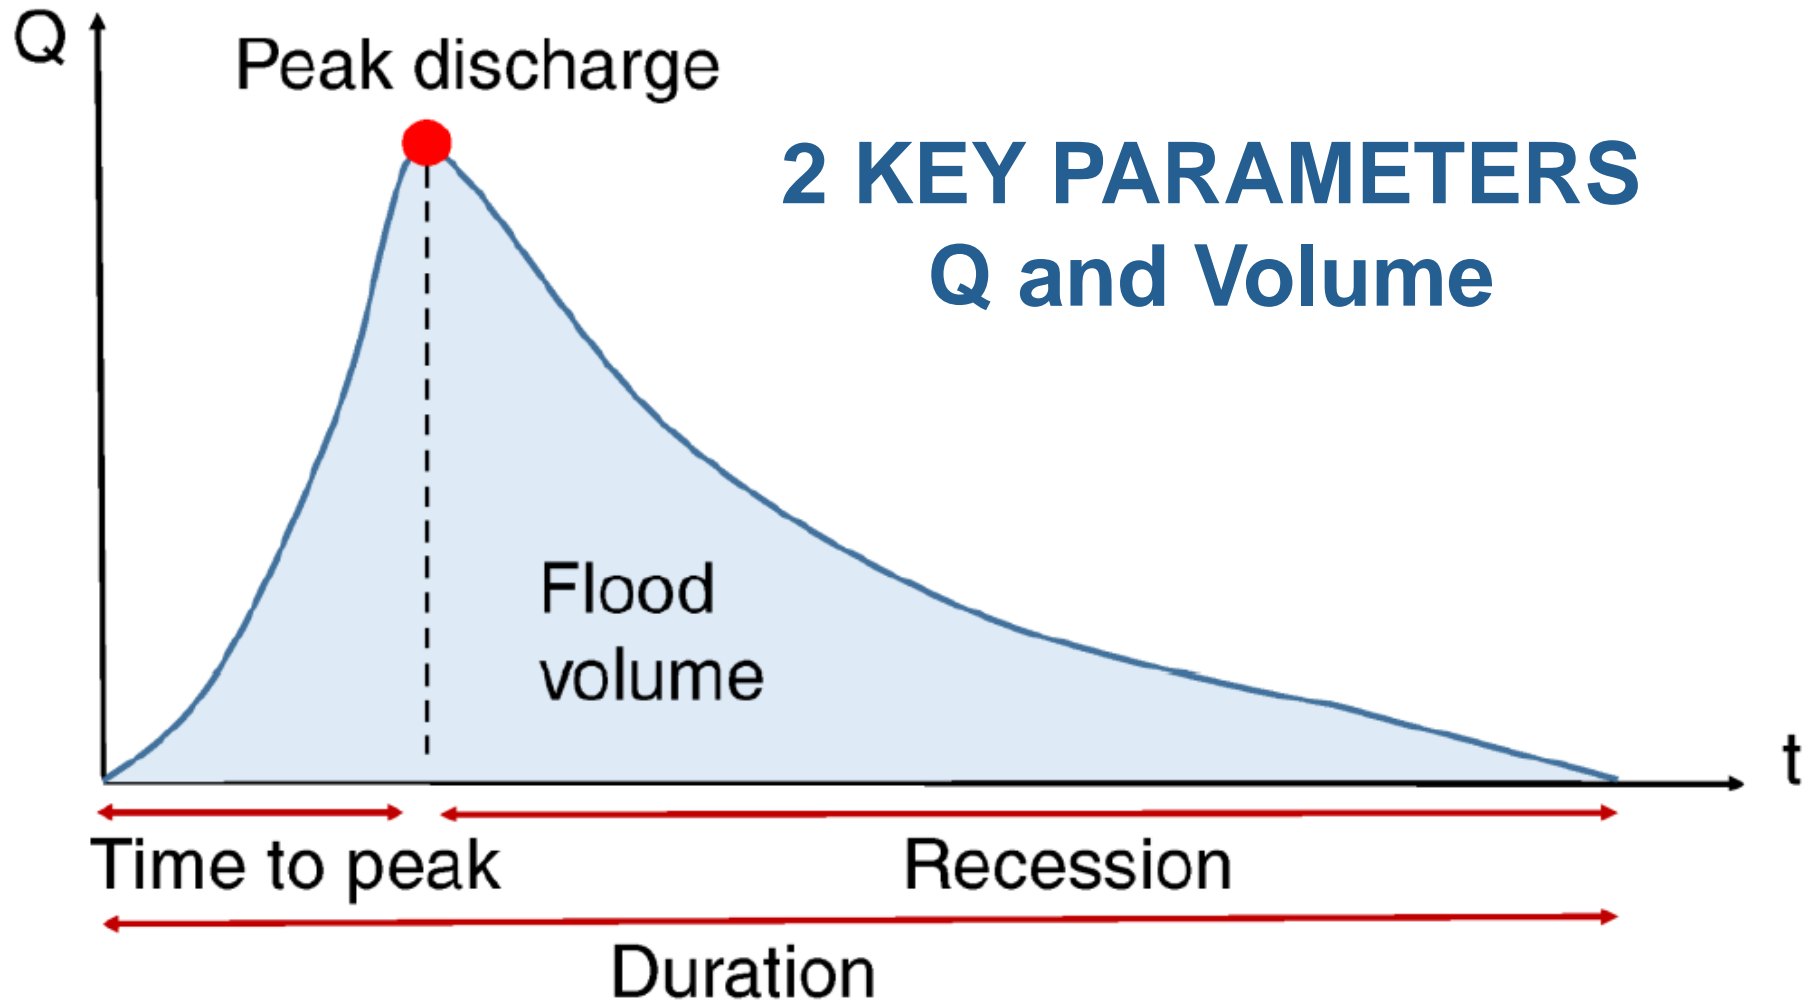 Q
Peak discharge
2 KEY PARAMETERS
Q and Volume
Flood
volume
t
Time to peak
Recession
Duration